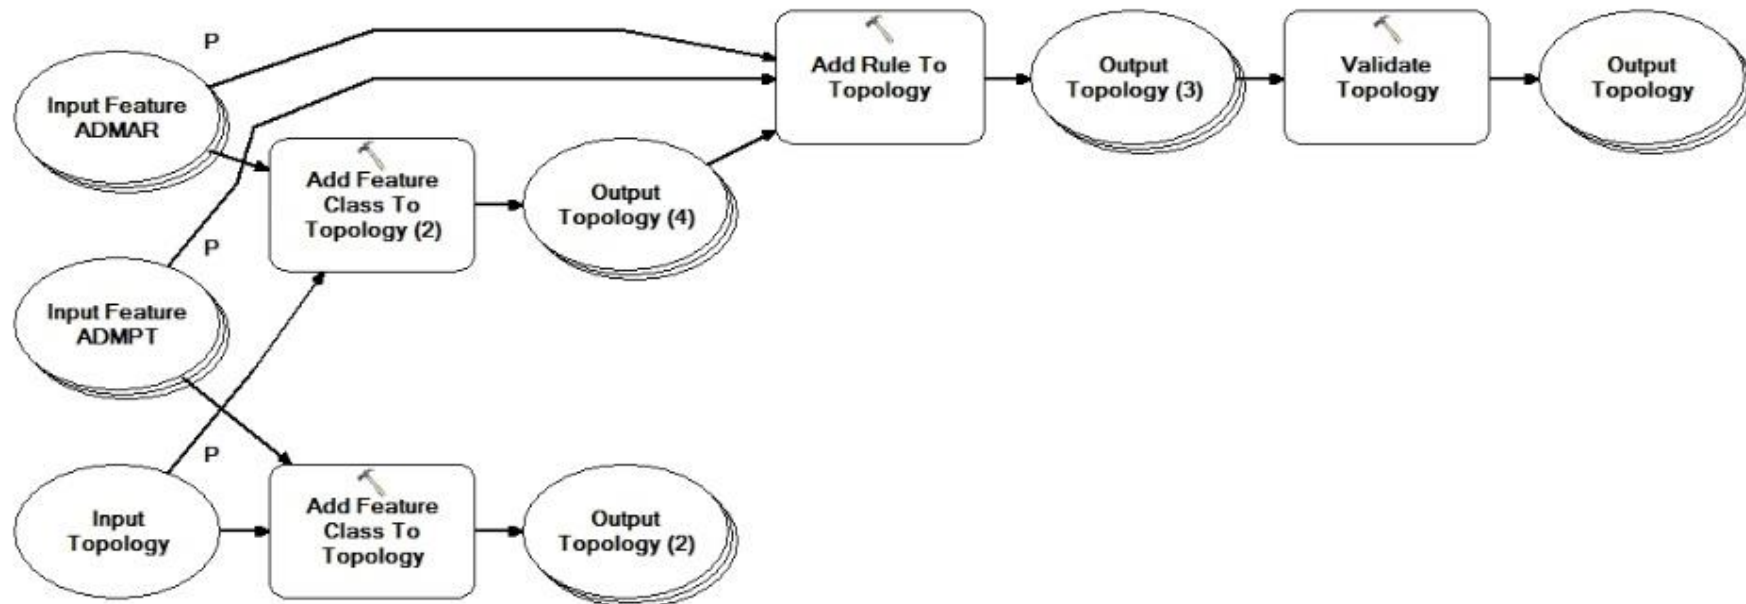 P
Input Feature
ADMAR
Add Rule To
Topology
Output
Topology (3)
Validate
Topology
Output
Topology
Add Feature
Class To
Topology (2)
Output
Topology (4)
P
Input Feature
ADMPT
P
Input
Topology
Add Feature
Class To
Topology
Output
Topology (2)